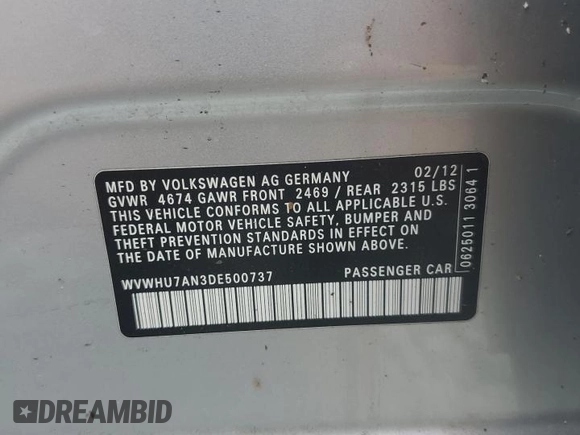 MFD BY VOLKSWAGEN AG GERMANY 02/12
GVWR 4674 GAWR FRONT 2469 / REAR 2315 LBS
THIS VEHICLE CONFORMS TO ALL APPLICABLE U.S.
FEDERAL MOTOR VEHICLE SAFETY, BUMPER AND
THEFT PREVENTION STANDARDS IN EFFECT ON
THE DATE OF MANUFACTURE SHOWN ABOVE.
WVWHU7AN3DE500737 PASSENGER CAR
0625011 3064 1
DREAMBID